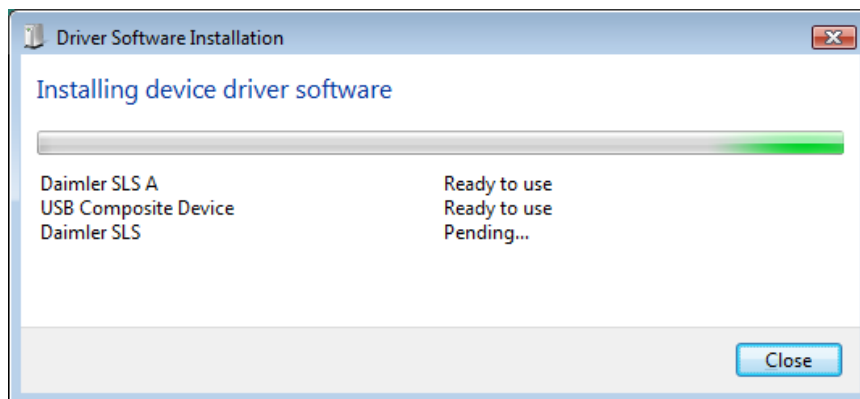 Driver Software Installation
Installing device driver software
Daimler SLS A Ready to use
USB Composite Device Ready to use
Daimler SLS Pending...
Close